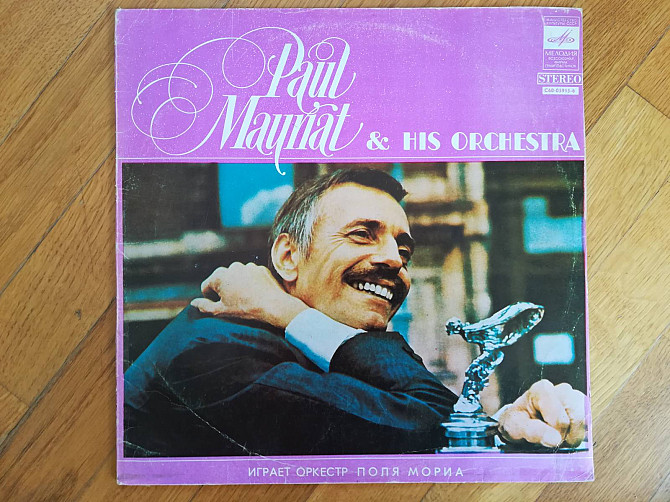 Paul
Mauriat & HIS ORCHESTRA
МЕЛОДИЯ
STEREO
ИГРАЕТ ОРКЕСТР ПОЛЯ МОРИА